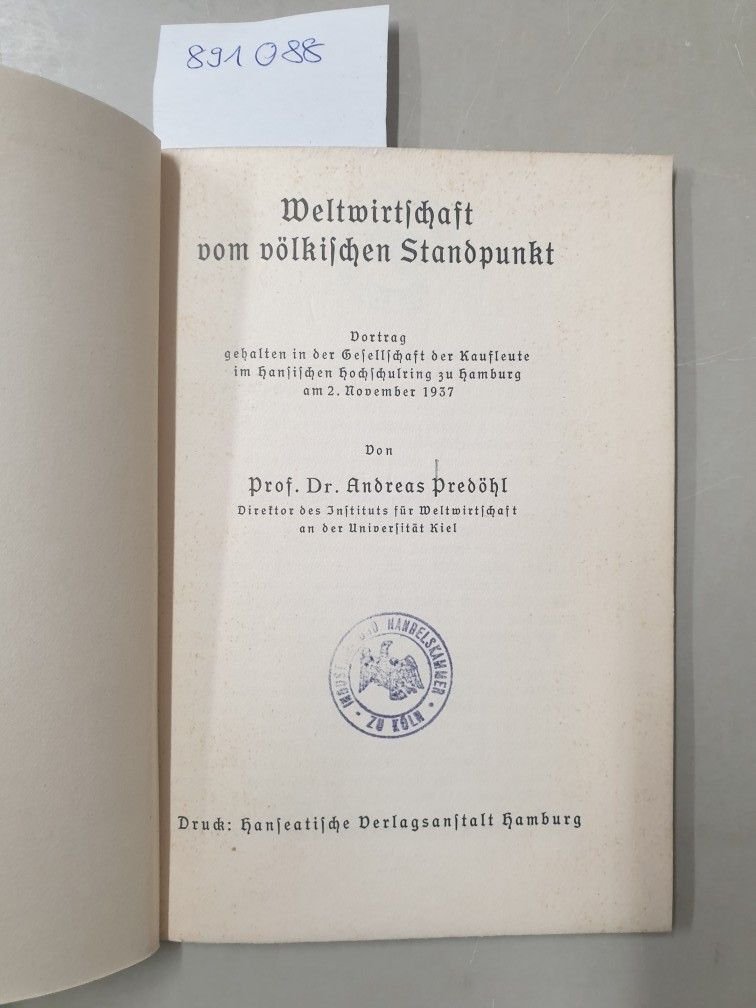 891088
Weltwirtschaft
vom völkischen Standpunkt
Vortrag
gehalten in der Gesellschaft der Kaufleute
im Hansischen Hochschulring zu Hamburg
am 2. November 1937
Von
Prof. Dr. Andreas Predöhl
Direktor des Instituts für Weltwirtschaft
an der Universität Kiel
HANDELSKAMMER
ZU KÖLN
Druck: Hanseatische Verlagsanstalt Hamburg